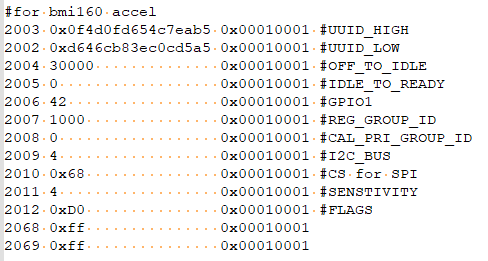 #for bmi160 accel
2003 0x0f4d0fd654c7eab5 0x00010001 #UUID_HIGH
2002 0xd646cb83ec0cd5a5 0x00010001 #UUID_LOW
2004 30000 0x00010001 #OFF_TO_IDLE
2005 0 0x00010001 #IDLE_TO_READY
2006 42 0x00010001 #GPIO1
2007 1000 0x00010001 #REG_GROUP_ID
2008 0 0x00010001 #CAL_PRI_GROUP_ID
2009 4 0x00010001 #I2C_BUS
2010 0x68 0x00010001 #CS for SPI
2011 4 0x00010001 #SENSTIVITY
2012 0xD0 0x00010001 #FLAGS
2068 0xff 0x00010001
2069 0xff 0x00010001